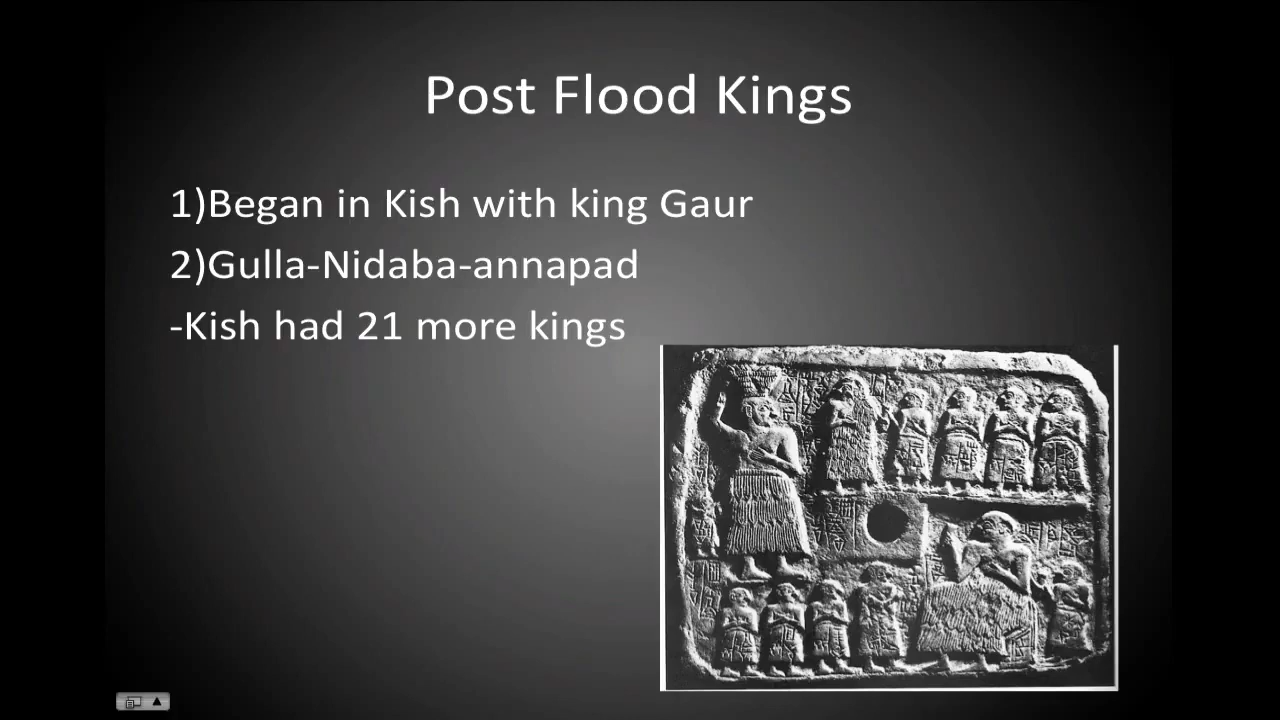 Post Flood Kings
1)Began in Kish with king Gaur
2)Gulla-Nidaba-annapad
-Kish had 21 more kings